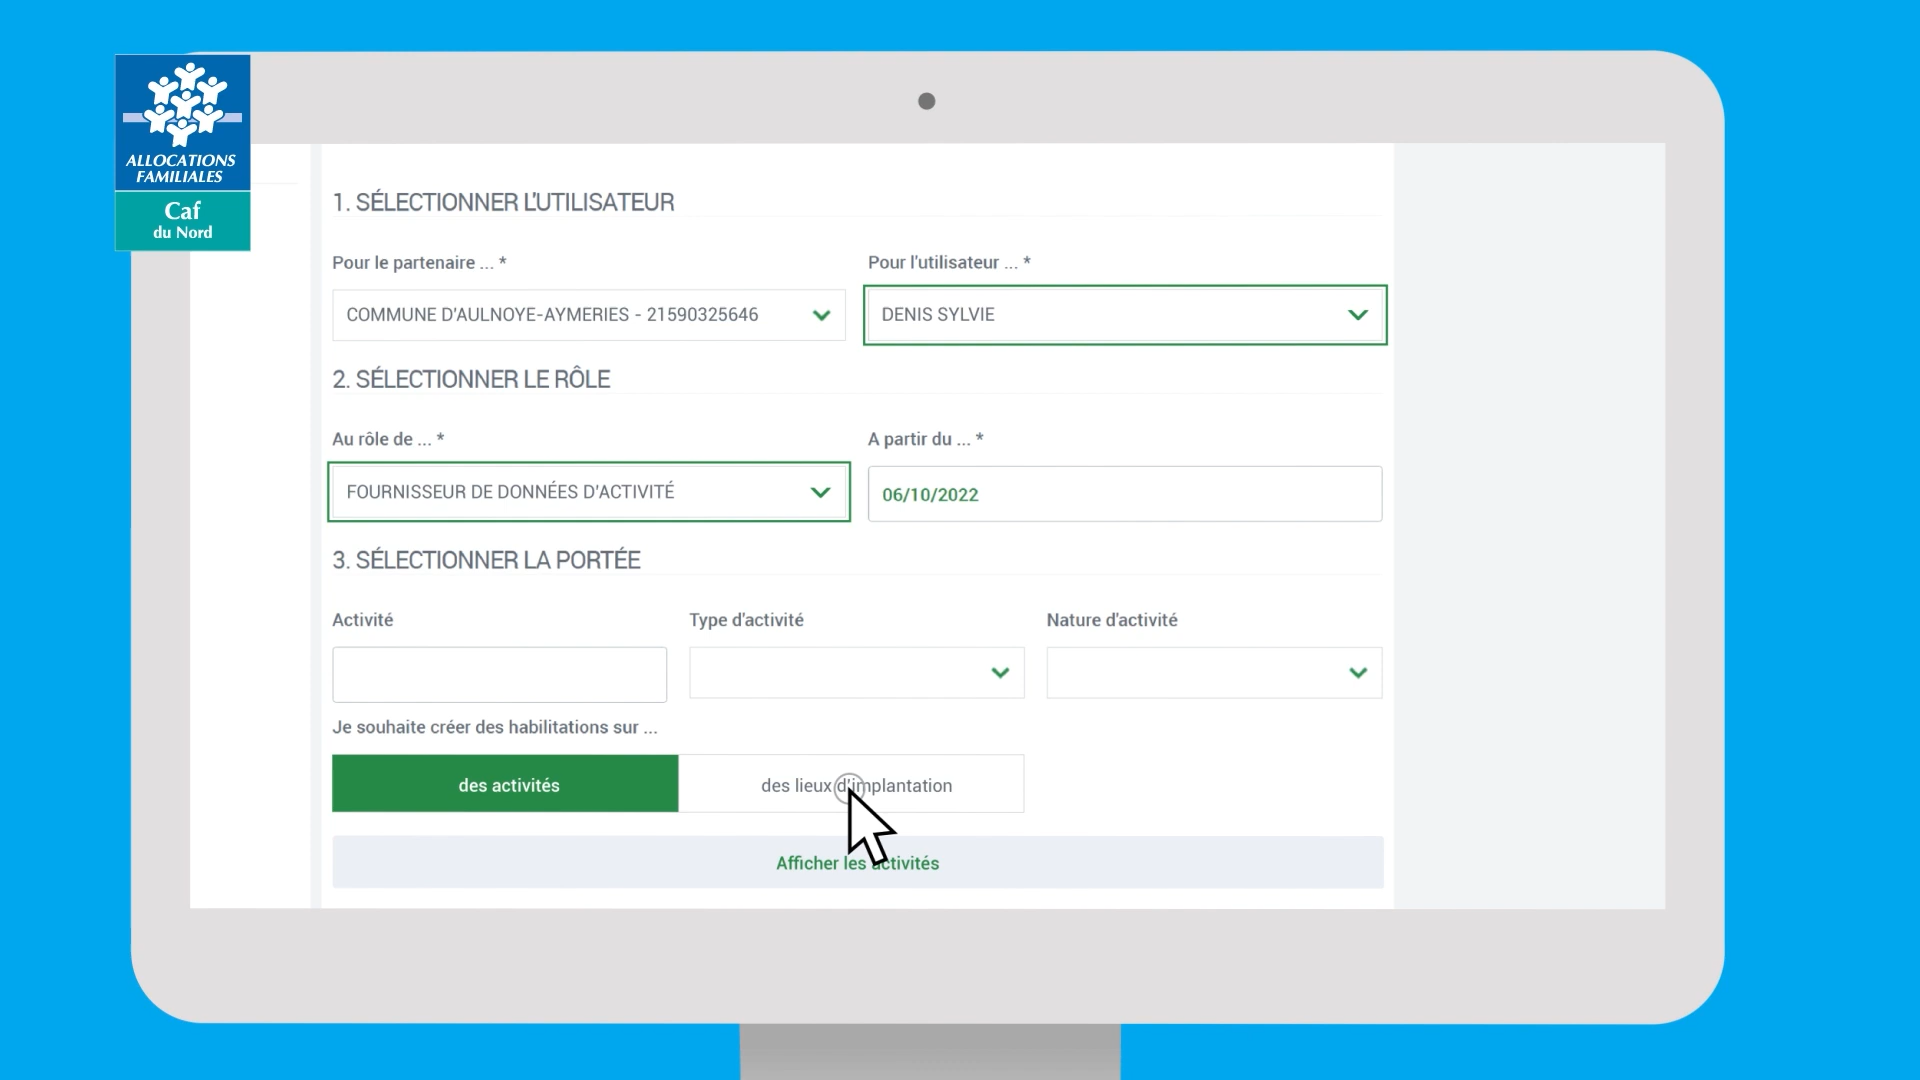 ALLOCATIONS
FAMILIALES
Caf
du Nord
1. SÉLECTIONNER L'UTILISATEUR
Pour le partenaire ... *
Pour l'utilisateur ... *
COMMUNE D'AULNOYE-AYMERIES - 21590325646
DENIS SYLVIE
2. SÉLECTIONNER LE RÔLE
Au rôle de ... *
A partir du ... *
FOURNISSEUR DE DONNÉES D'ACTIVITÉ
06/10/2022
3. SÉLECTIONNER LA PORTÉE
Activité
Type d'activité
Nature d'activité
Je souhaite créer des habilitations sur ...
des activités
des lieux d'implantation
Afficher les activités